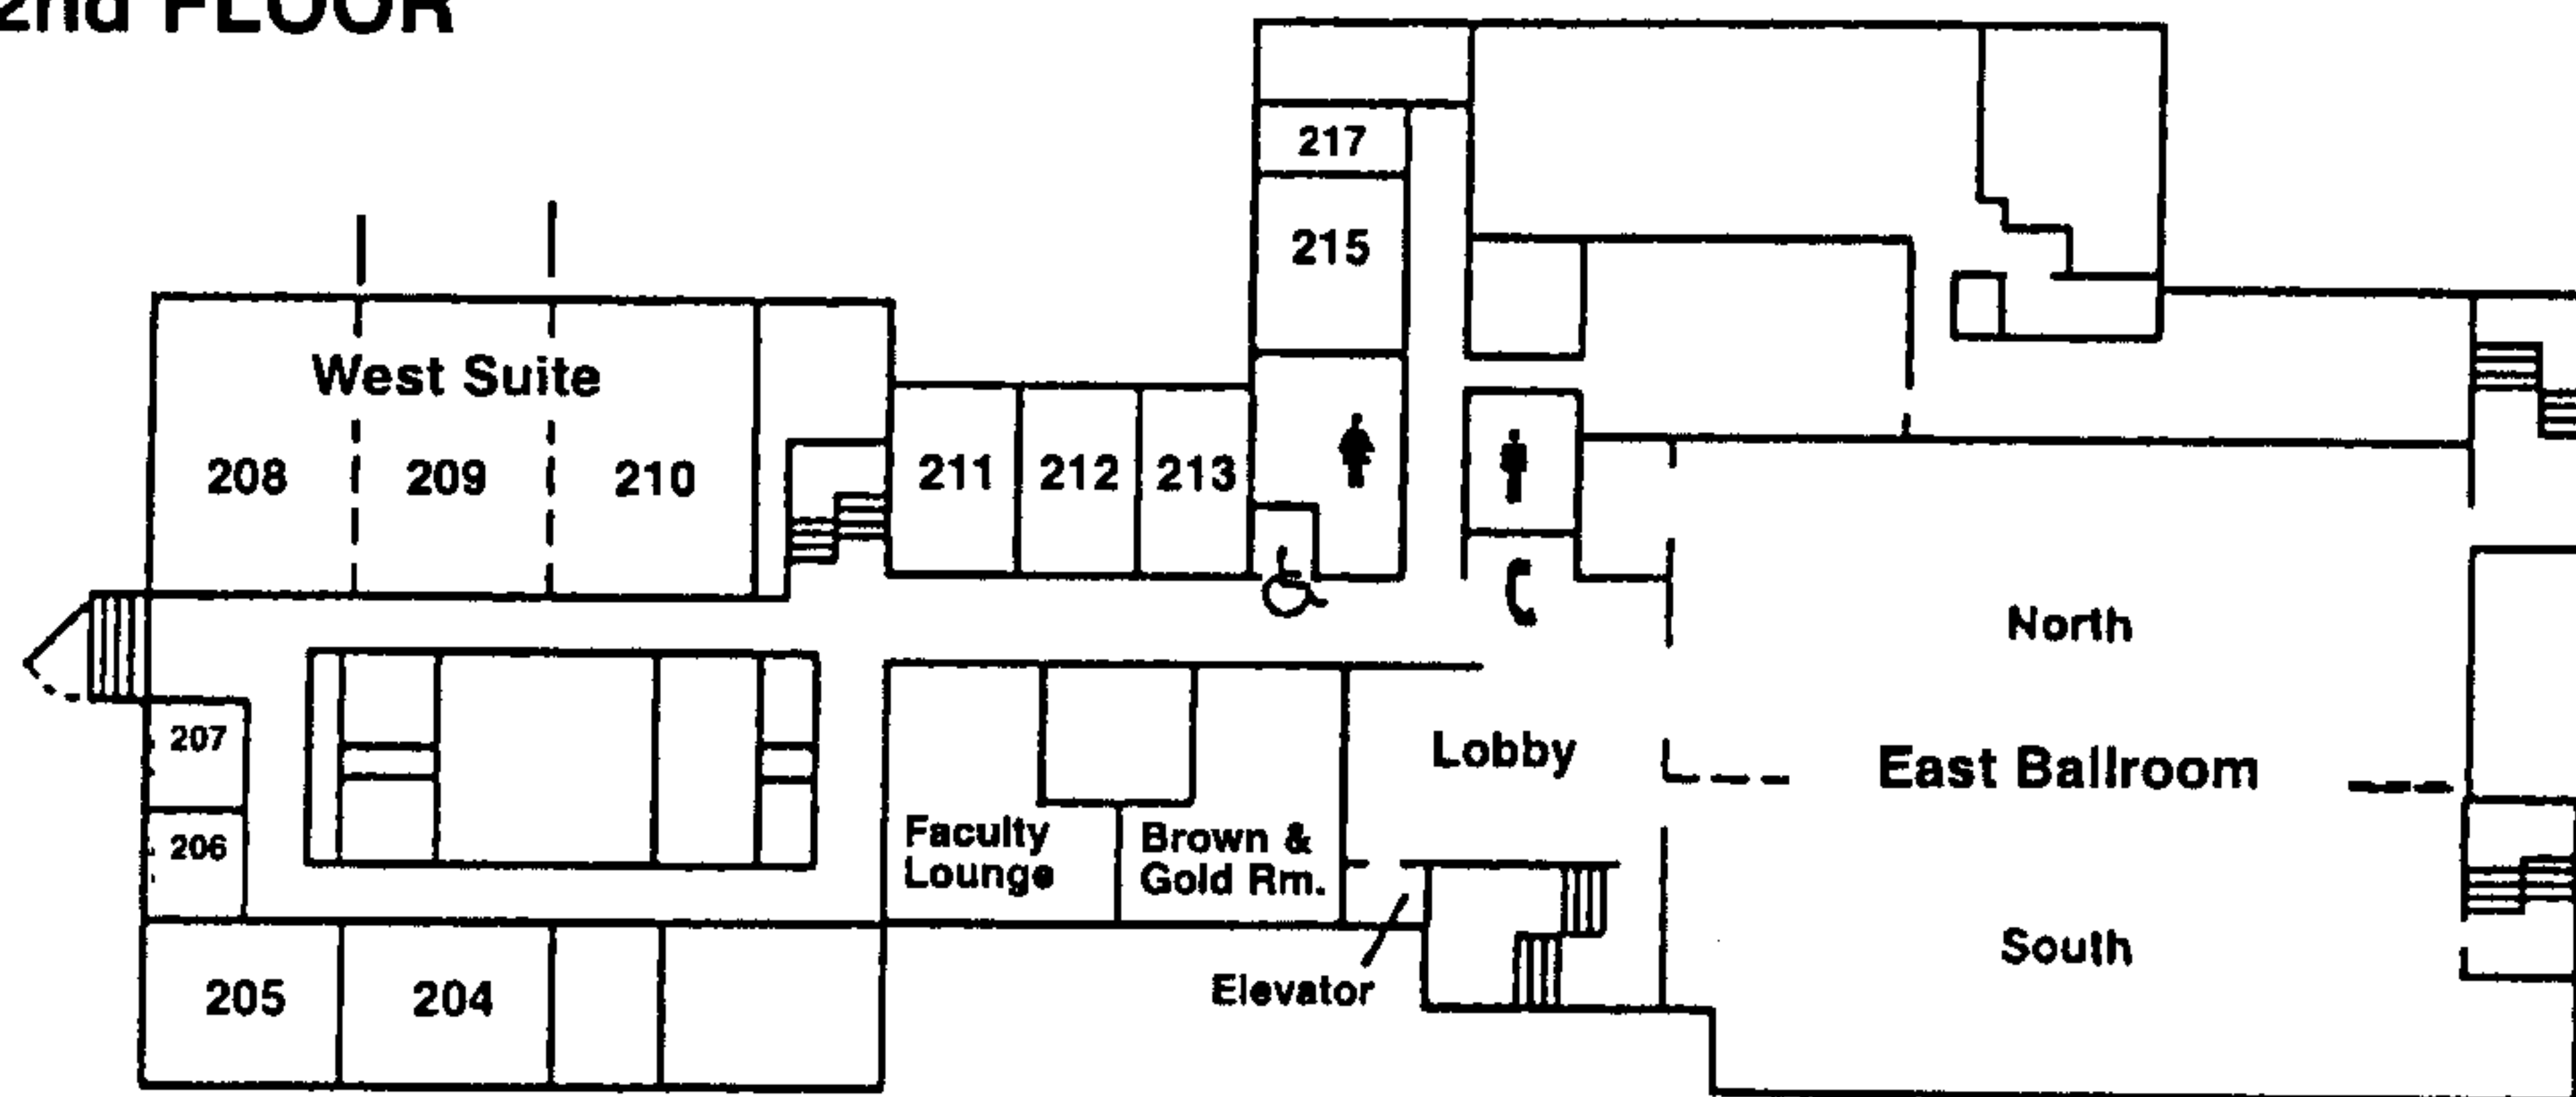 2nd FLOOR
217
215
West Suite
208 209 210
211 212 213
North
207
Lobby
East Ballroom
206
Faculty
Lounge
Brown &
Gold Rm.
South
205 204
Elevator